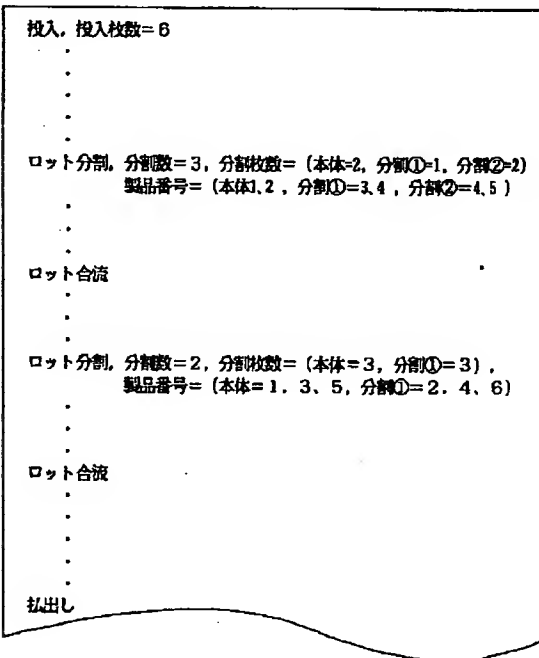 投入, 投入枚数=6
ロット分割, 分割数=3, 分割枚数= (本体=2, 分割①=1, 分割②=2)
製品番号= (本体1、2 , 分割①=3、4 , 分割②=4、5 )
ロット合流
ロット分割, 分割数=2, 分割枚数= (本体=3, 分割①=3) ,
製品番号= (本体=1. 3、5, 分割①=2. 4、6)
ロット合流
払出し